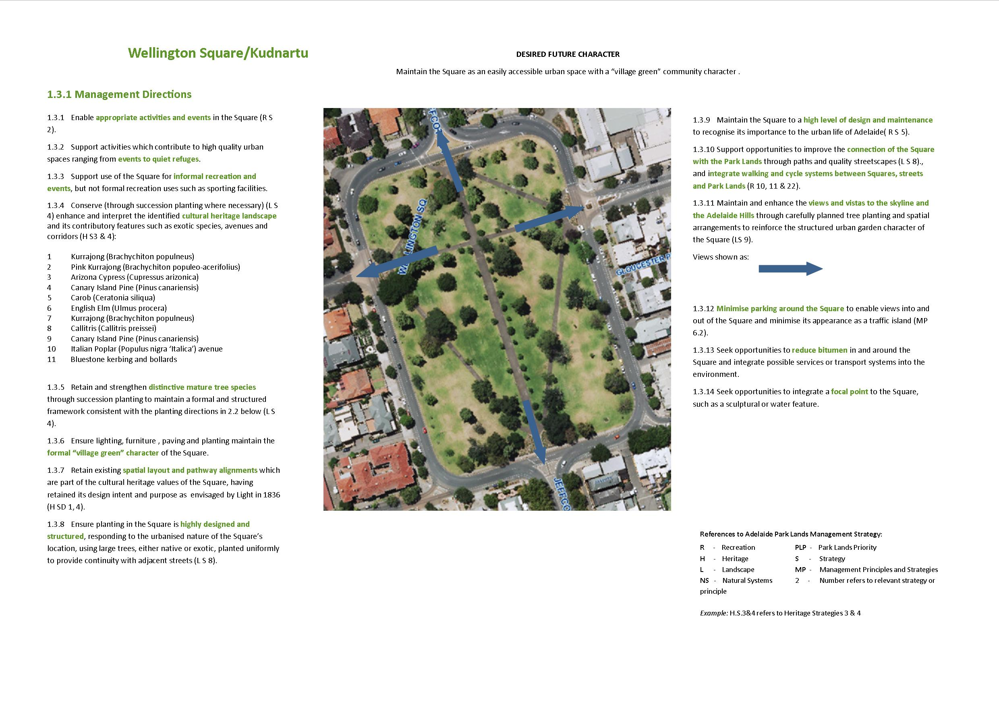 Wellington Square/Kudnartu
DESIRED FUTURE CHARACTER
Maintain the Square as an easily accessible urban space with a “village green” community character .
1.3.1 Management Directions
1.3.1 Enable appropriate activities and events in the Square (R S
2).
1.3.2 Support activities which contribute to high quality urban
spaces ranging from events to quiet refuges.
1.3.3 Support use of the Square for informal recreation and
events, but not formal recreation uses such as sporting facilities.
1.3.4 Conserve (through succession planting where necessary) (L S
4) enhance and interpret the identified cultural heritage landscape
and its contributory features such as exotic species, avenues and
corridors (H S3 & 4):
1 Kurrajong (Brachychiton populneus)
2 Pink Kurrajong (Brachychiton populeo-acerifolius)
3 Arizona Cypress (Cupressus arizonica)
4 Canary Island Pine (Pinus canariensis)
5 Carob (Ceratonia siliqua)
6 English Elm (Ulmus procera)
7 Kurrajong (Brachychiton populneus)
8 Callitris (Callitris preissei)
9 Canary Island Pine (Pinus canariensis)
10 Italian Poplar (Populus nigra ‘Italica’) avenue
11 Bluestone kerbing and bollards
1.3.5 Retain and strengthen distinctive mature tree species
through succession planting to maintain a formal and structured
framework consistent with the planting directions in 2.2 below (L S
4).
1.3.6 Ensure lighting, furniture , paving and planting maintain the
formal “village green” character of the Square.
1.3.7 Retain existing spatial layout and pathway alignments which
are part of the cultural heritage values of the Square, having
retained its design intent and purpose as envisaged by Light in 1836
(H SD 1, 4).
1.3.8 Ensure planting in the Square is highly designed and
structured, responding to the urbanised nature of the Square’s
location, using large trees, either native or exotic, planted uniformly
to provide continuity with adjacent streets (L S 8).
EFFCO
W LINGTON SQ
GLOUCESTER P
JEFFCO
1.3.9 Maintain the Square to a high level of design and maintenance
to recognise its importance to the urban life of Adelaide( R S 5).
1.3.10 Support opportunities to improve the connection of the Square
with the Park Lands through paths and quality streetscapes (L S 8).,
and integrate walking and cycle systems between Squares, streets
and Park Lands (R 10, 11 & 22).
1.3.11 Maintain and enhance the views and vistas to the skyline and
the Adelaide Hills through carefully planned tree planting and spatial
arrangements to reinforce the structured urban garden character of
the Square (LS 9).
Views shown as:
1.3.12 Minimise parking around the Square to enable views into and
out of the Square and minimise its appearance as a traffic island (MP
6.2).
1.3.13 Seek opportunities to reduce bitumen in and around the
Square and integrate possible services or transport systems into the
environment.
1.3.14 Seek opportunities to integrate a focal point to the Square,
such as a sculptural or water feature.
References to Adelaide Park Lands Management Strategy:
R - Recreation PLP - Park Lands Priority
H - Heritage S - Strategy
L - Landscape MP - Management Principles and Strategies
NS - Natural Systems 2 - Number refers to relevant strategy or
principle
Example: H.S.3&4 refers to Heritage Strategies 3 & 4